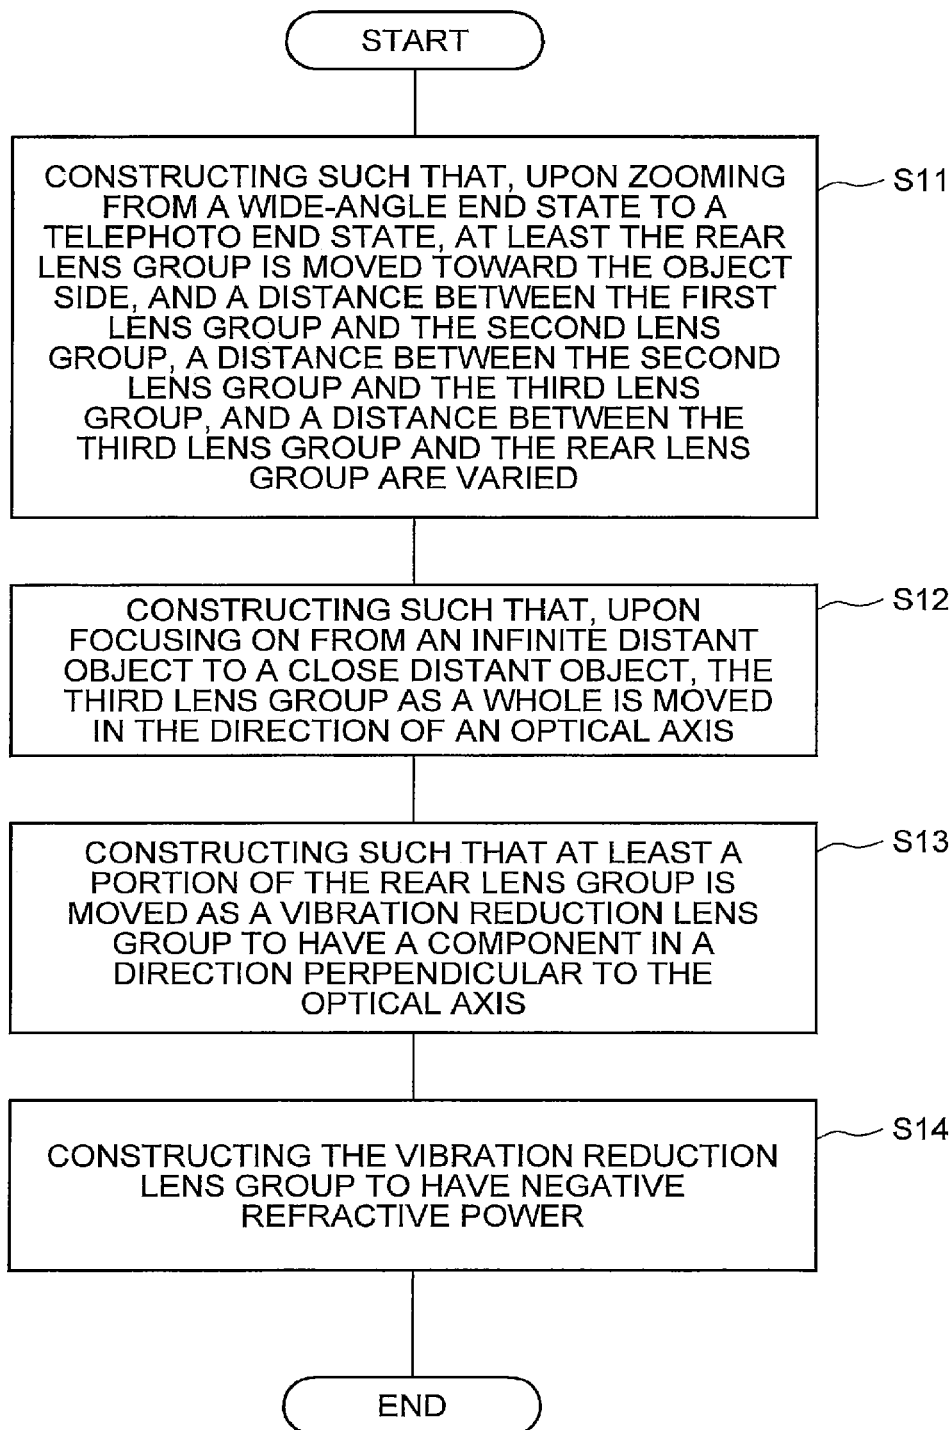 START
CONSTRUCTING SUCH THAT, UPON ZOOMING
FROM A WIDE-ANGLE END STATE TO A
TELEPHOTO END STATE, AT LEAST THE REAR
LENS GROUP IS MOVED TOWARD THE OBJECT
SIDE, AND A DISTANCE BETWEEN THE FIRST
LENS GROUP AND THE SECOND LENS
GROUP, A DISTANCE BETWEEN THE SECOND
LENS GROUP AND THE THIRD LENS
GROUP, AND A DISTANCE BETWEEN THE
THIRD LENS GROUP AND THE REAR LENS
GROUP ARE VARIED
S11
CONSTRUCTING SUCH THAT, UPON
FOCUSING ON FROM AN INFINITE DISTANT
OBJECT TO A CLOSE DISTANT OBJECT, THE
THIRD LENS GROUP AS A WHOLE IS MOVED
IN THE DIRECTION OF AN OPTICAL AXIS
S12
CONSTRUCTING SUCH THAT AT LEAST A
PORTION OF THE REAR LENS GROUP IS
MOVED AS A VIBRATION REDUCTION LENS
GROUP TO HAVE A COMPONENT IN A
DIRECTION PERPENDICULAR TO THE
OPTICAL AXIS
S13
CONSTRUCTING THE VIBRATION REDUCTION
LENS GROUP TO HAVE NEGATIVE
REFRACTIVE POWER
S14
END